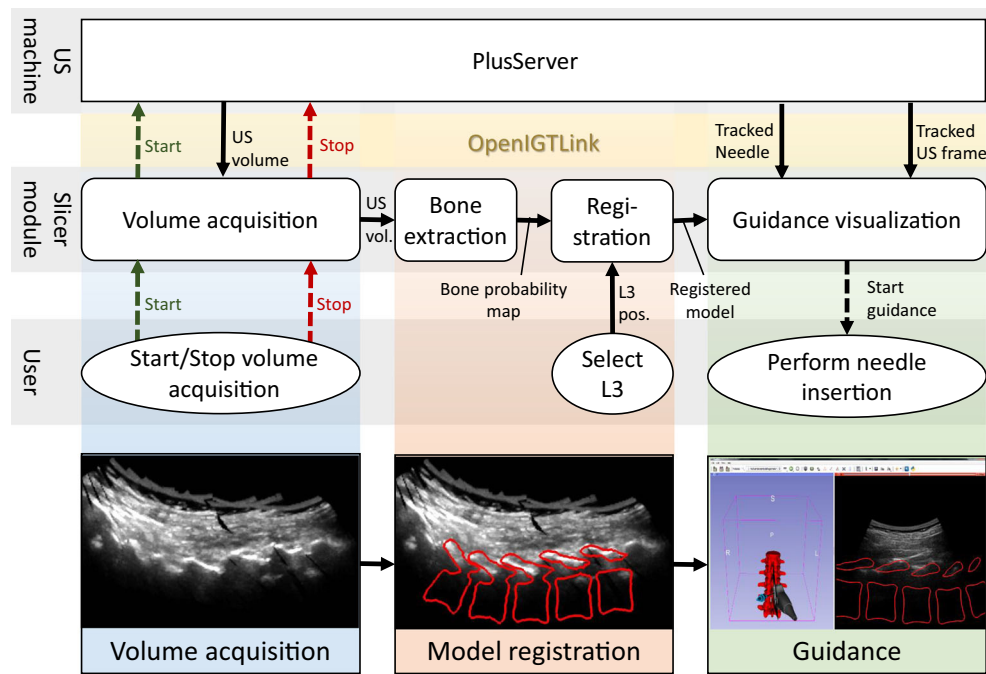 US
machine
PlusServer
Start
US
volume
Stop
OpenIGTLink
Tracked
Needle
Tracked
US frame
Slicer
module
Volume acquisition
US
vol.
Bone
extraction
Regi-
stration
Guidance visualization
Start
Stop
Bone probability
map
L3
pos.
Registered
model
Start
guidance
User
Start/Stop volume
acquisition
Select
L3
Perform needle
insertion
S
P
R
L
Volume acquisition
Model registration
Guidance